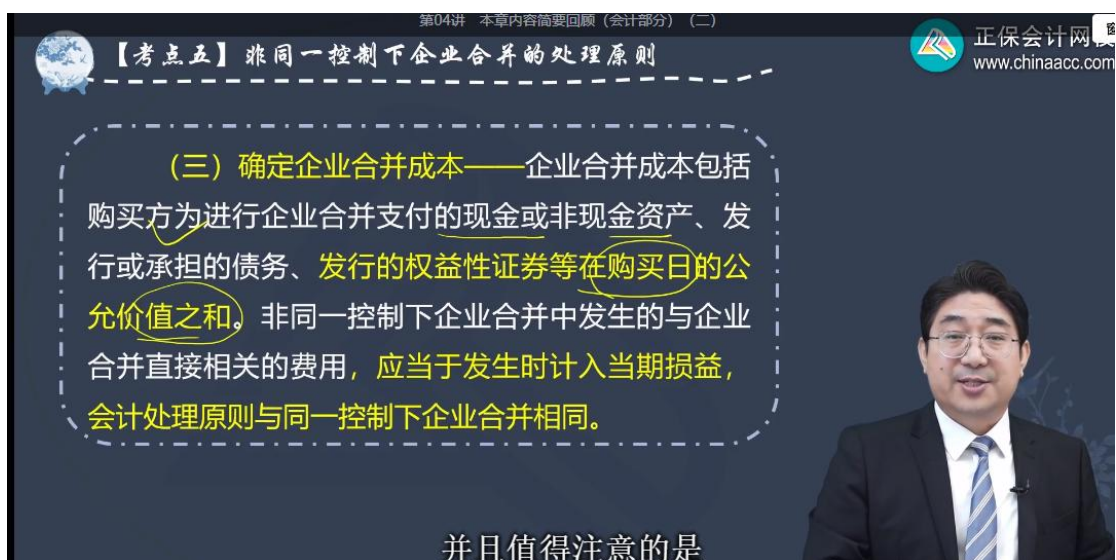 第04讲 本章内容简要回顾（会计部分）（二）
【考点五】非同一控制下企业合并的处理原则
正保会计网
www.chinaacc.com
（三）确定企业合并成本——企业合并成本包括
购买方为进行企业合并支付的现金或非现金资产、发
行或承担的债务、发行的权益性证券等在购买日的公
允价值之和。非同一控制下企业合并中发生的与企业
合并直接相关的费用，应当于发生时计入当期损益，
会计处理原则与同一控制下企业合并相同。
并且值得注意的是